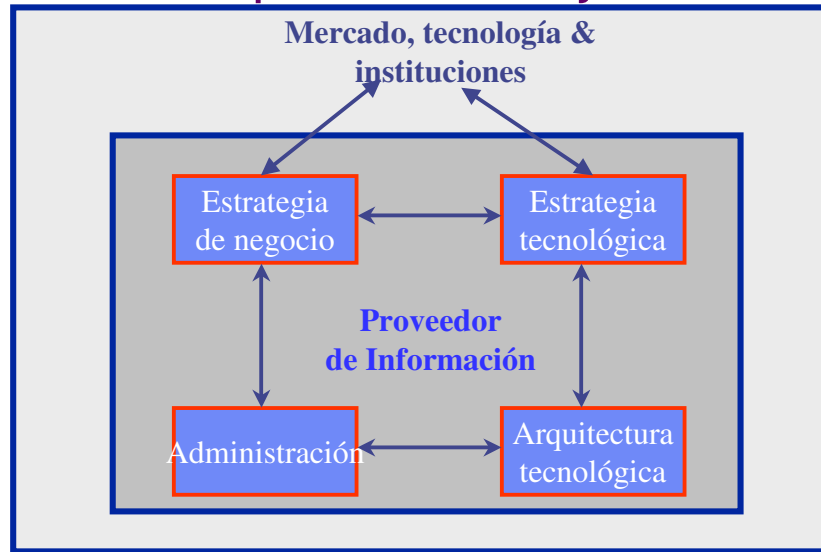 Mercado, tecnología &
instituciones
Estrategia
de negocio
Estrategia
tecnológica
Proveedor
de Información
Administración
Arquitectura
tecnológica